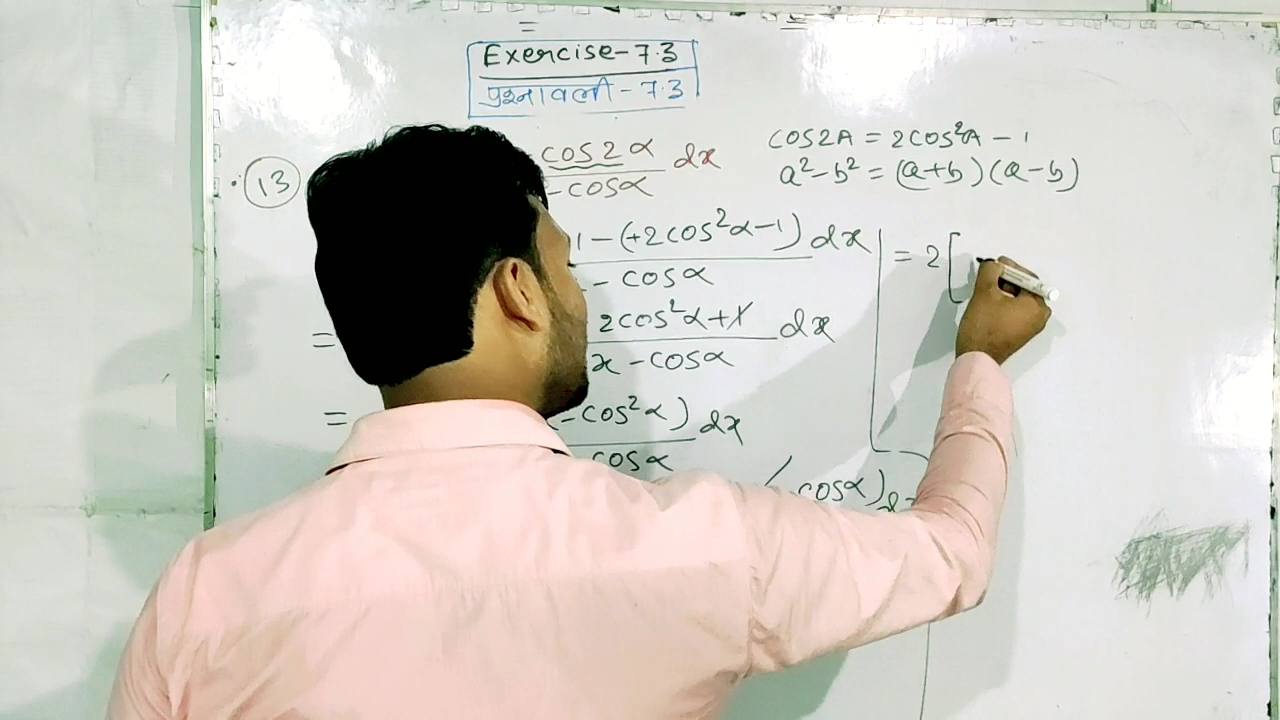 Exercise-7.3
प्रश्नावली-7.3
cos2A = 2cos²A - 1
a²-b² = (a+b)(a-b)
13
cos2α dx
-cosα
1-(+2cos²α-1) dx
- cosα
= 2cos²α+1 dx
x-cosα
= -cos²α) dx
cosα
cosα)dx
= 2[